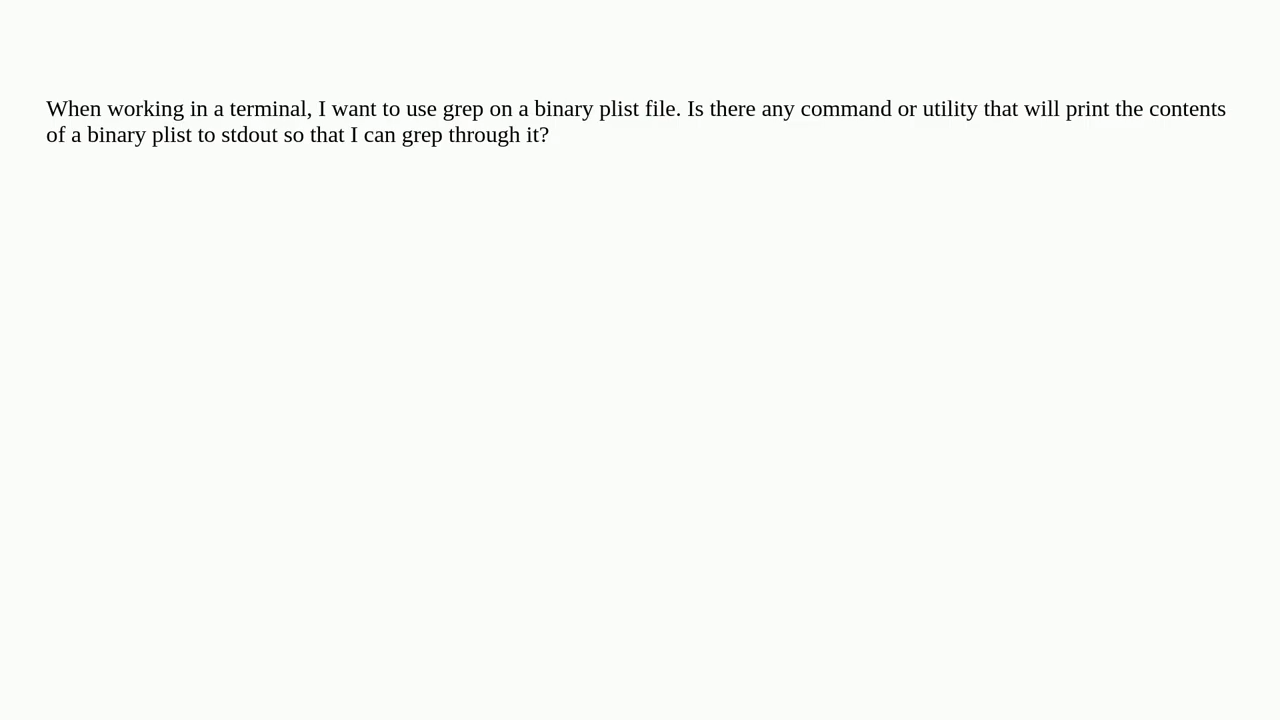 When working in a terminal, I want to use grep on a binary plist file. Is there any command or utility that will print the contents
of a binary plist to stdout so that I can grep through it?